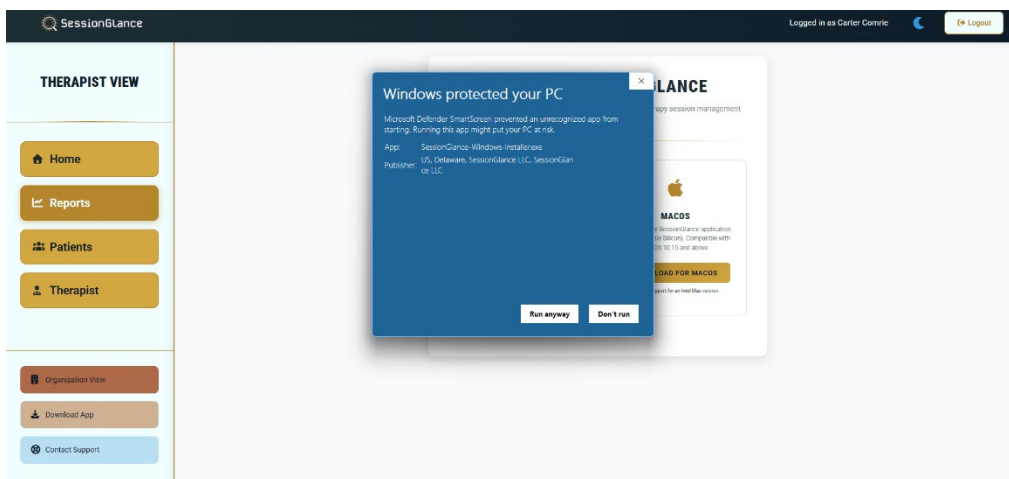 SessionGlance
Logged in as Carter Comrie
Logout
THERAPIST VIEW
Home
Reports
Patients
Therapist
Organization View
Download App
Contact Support
Windows protected your PC
Microsoft Defender SmartScreen prevented an unrecognized app from
starting. Running this app might put your PC at risk.
App: SessionGlance-Windows-Installer.exe
Publisher: US, Delaware, SessionGlance LLC, SessionGlan
ce LLC
Run anyway Don't run
GLANCE
session management
MACOS
SessionGlance application
Silicon). Compatible with
10.15 and above.
LOAD FOR MACOS
support for an Intel Mac version.